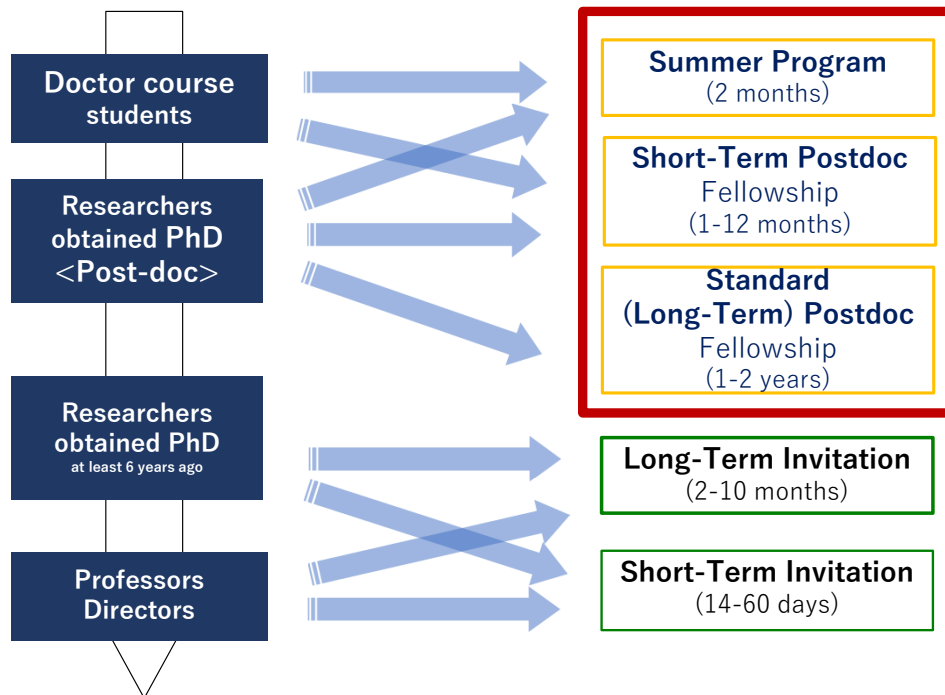 Doctor course
students
Researchers
obtained PhD
<Post-doc>
Researchers
obtained PhD
at least 6 years ago
Professors
Directors
Summer Program
(2 months)
Short-Term Postdoc
Fellowship
(1-12 months)
Standard
(Long-Term) Postdoc
Fellowship
(1-2 years)
Long-Term Invitation
(2-10 months)
Short-Term Invitation
(14-60 days)